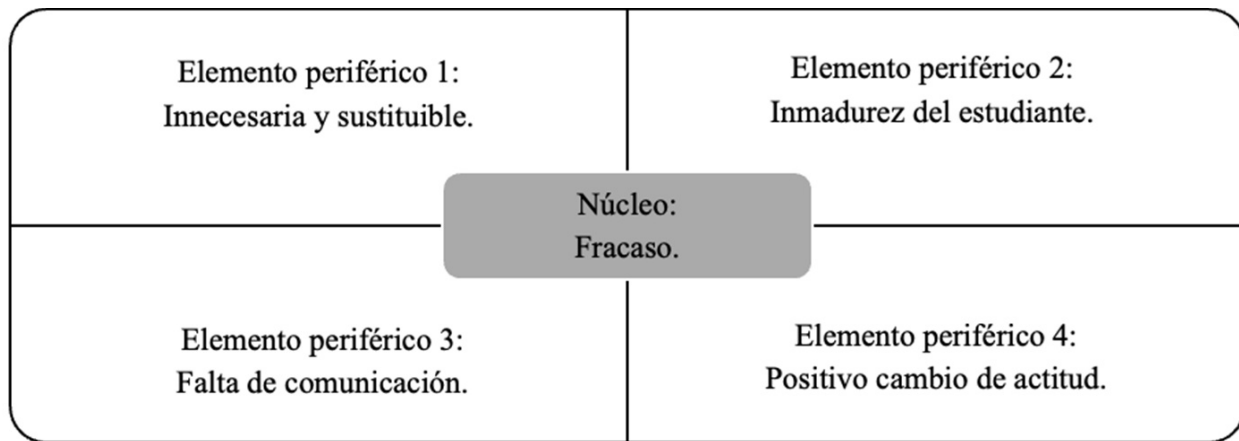 Elemento periférico 1:
Innecesaria y sustituible.
Elemento periférico 2:
Inmadurez del estudiante.
Núcleo:
Fracaso.
Elemento periférico 3:
Falta de comunicación.
Elemento periférico 4:
Positivo cambio de actitud.